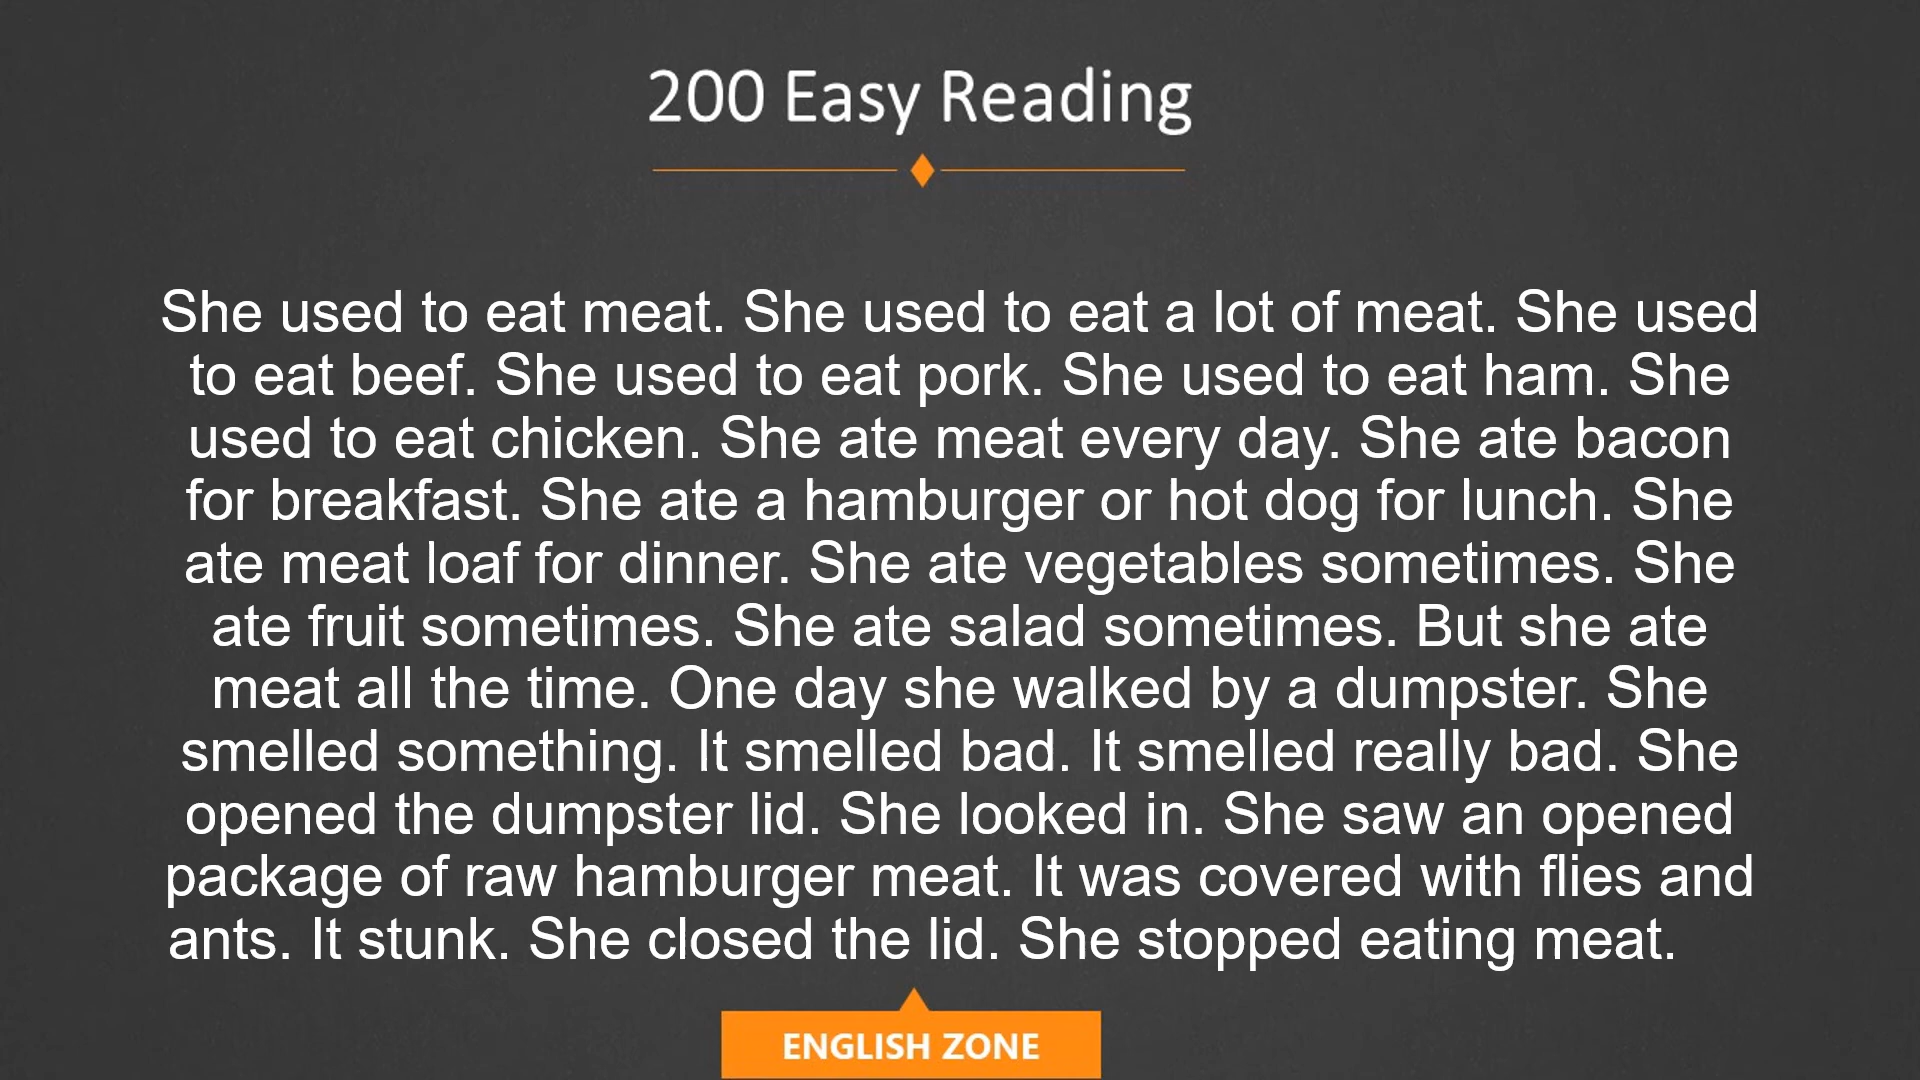 200 Easy Reading
She used to eat meat. She used to eat a lot of meat. She used
to eat beef. She used to eat pork. She used to eat ham. She
used to eat chicken. She ate meat every day. She ate bacon
for breakfast. She ate a hamburger or hot dog for lunch. She
ate meat loaf for dinner. She ate vegetables sometimes. She
ate fruit sometimes. She ate salad sometimes. But she ate
meat all the time. One day she walked by a dumpster. She
smelled something. It smelled bad. It smelled really bad. She
opened the dumpster lid. She looked in. She saw an opened
package of raw hamburger meat. It was covered with flies and
ants. It stunk. She closed the lid. She stopped eating meat.
ENGLISH ZONE